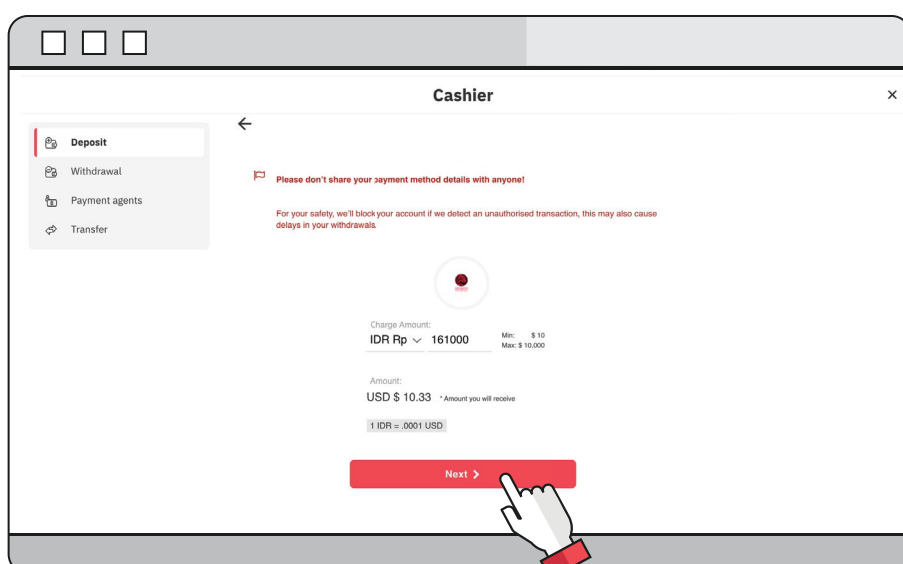 Cashier
Deposit
Withdrawal
Payment agents
Transfer
Please don't share your payment method details with anyone!
For your safety, we'll block your account if we detect an unauthorised transaction, this may also cause
delays in your withdrawals.
Charge Amount:
IDR Rp 161000 Min: $ 10
Max: $ 10,000
Amount:
USD $ 10.33 * Amount you will receive
1 IDR = .0001 USD
Next